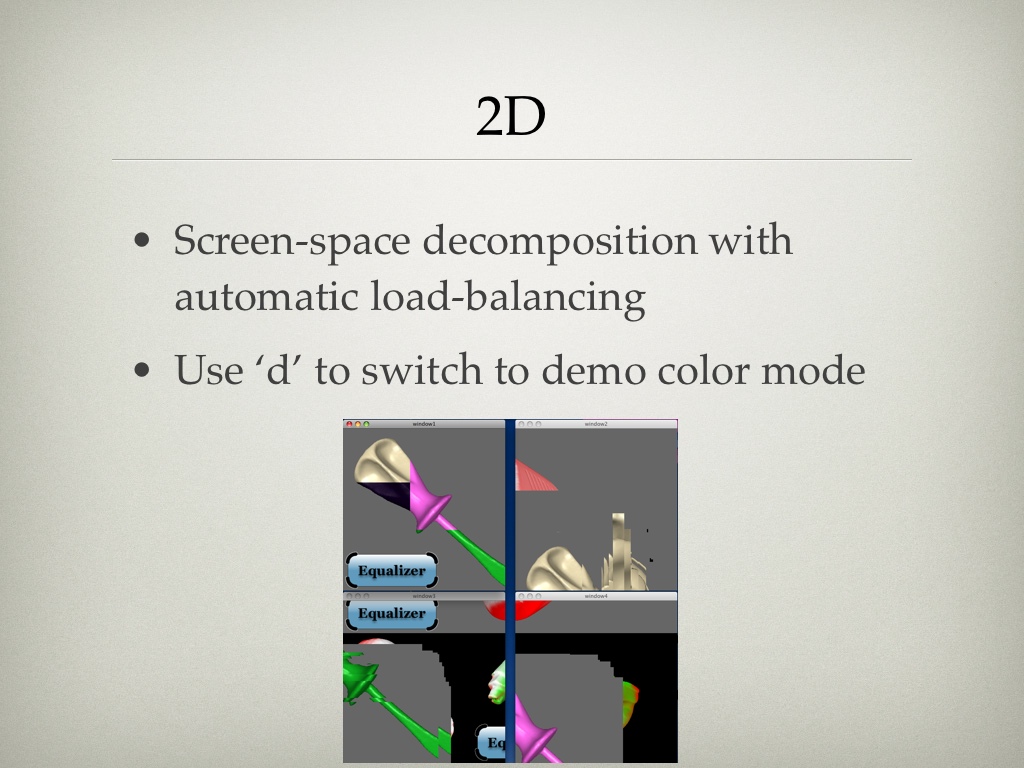 2D
• Screen-space decomposition with
automatic load-balancing
• Use ‘d’ to switch to demo color mode
window1
window2
Equalizer
window3
window4
Equalizer
Eq